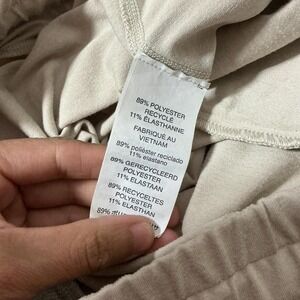 89% POLYESTER
RECYCLÉ
11% ÉLASTHANNE
FABRIQUÉ AU
VIETNAM
89% poliéster reciclado
11% elastano
89% GERECYCLEERD
POLYESTER
11% ELASTAAN
89% RECYCELTES
POLYESTER
11% ELASTHAN
89%